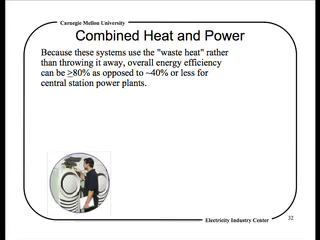 Carnegie Mellon University
Combined Heat and Power
Because these systems use the "waste heat" rather
than throwing it away, overall energy efficiency
can be ≥80% as opposed to ~40% or less for
central station power plants.
Electricity Industry Center
32